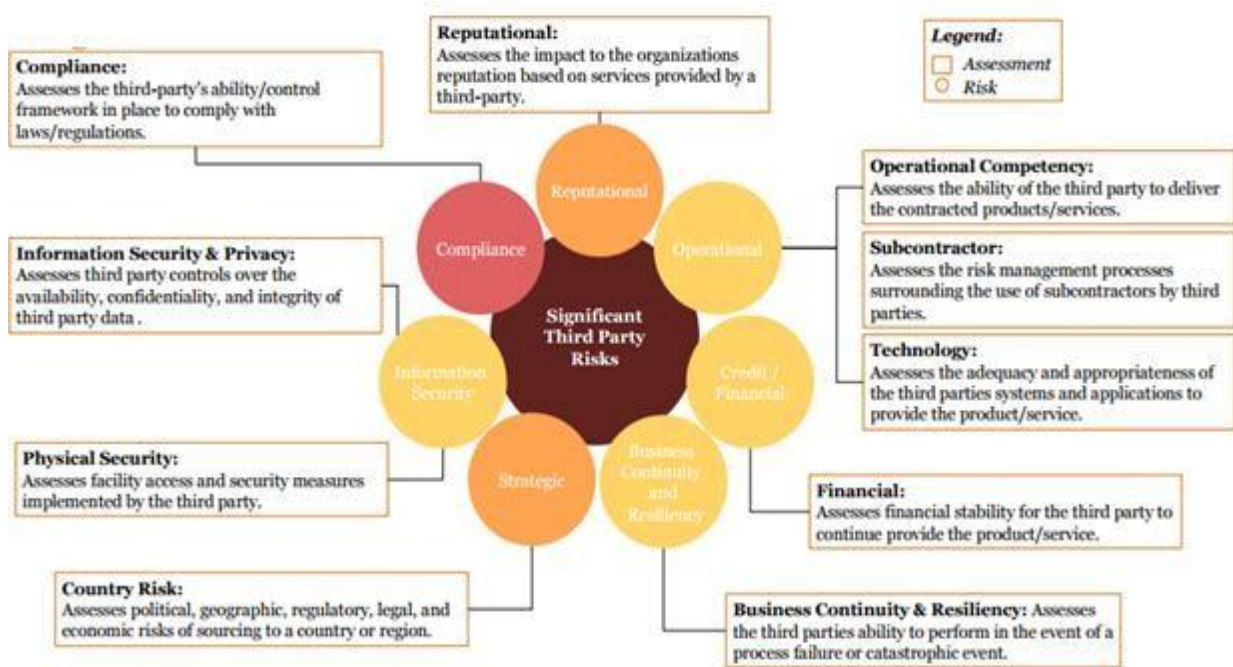 Compliance:
Assesses the third-party's ability/control
framework in place to comply with
laws/regulations.
Reputational:
Assesses the impact to the organizations
reputation based on services provided by a
third-party.
Legend:
Assessment
Risk
Operational Competency:
Assesses the ability of the third party to deliver
the contracted products/services.
Subcontractor:
Assesses the risk management processes
surrounding the use of subcontractors by third
parties.
Technology:
Assesses the adequacy and appropriateness of
the third parties systems and applications to
provide the product/service.
Information Security & Privacy:
Assesses third party controls over the
availability, confidentiality, and integrity of
third party data .
Reputational
Compliance
Operational
Significant
Third Party
Risks
Information
Security
Credit /
Financial
Strategic
Business
Continuity
and
Resiliency
Physical Security:
Assesses facility access and security measures
implemented by the third party.
Financial:
Assesses financial stability for the third party to
continue provide the product/service.
Country Risk:
Assesses political, geographic, regulatory, legal, and
economic risks of sourcing to a country or region.
Business Continuity & Resiliency: Assesses
the third parties ability to perform in the event of a
process failure or catastrophic event.